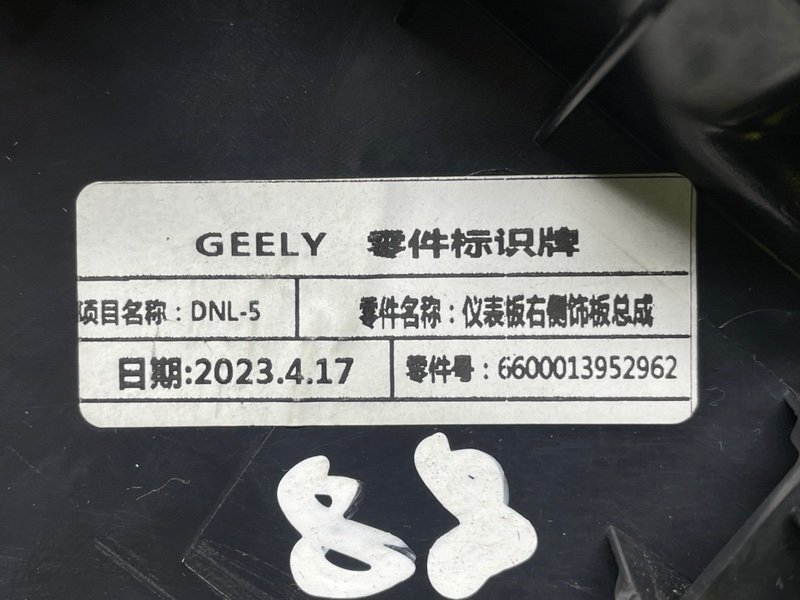 GEELY 零件标识牌
项目名称：DNL-5 零件名称：仪表板右侧饰板总成
日期:2023.4.17 零件号：6600013952962
88